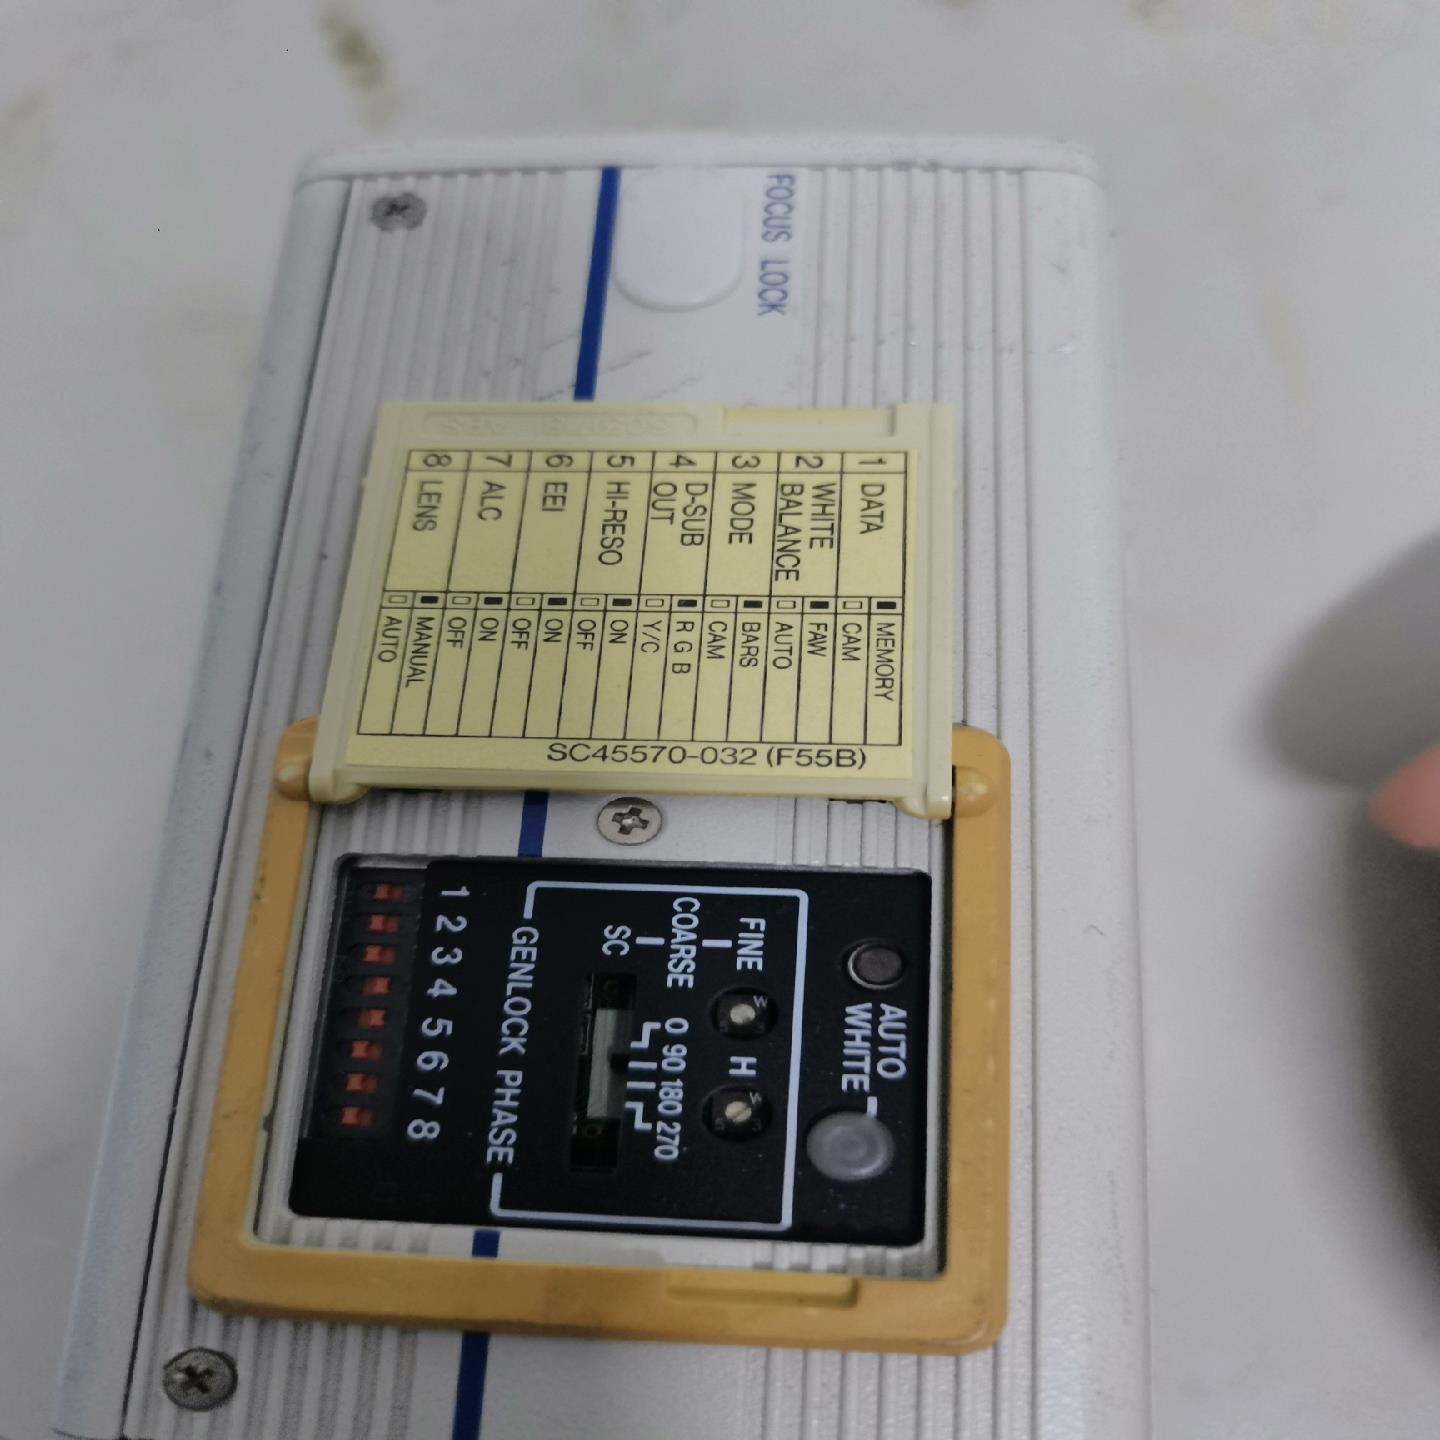 FOCUS LOCK
1 DATA MEMORY
CAM
2 WHITE BALANCE FAW
AUTO
3 MODE BARS
CAM
4 D-SUB OUT R G B
Y/C
5 HI-RESO ON
OFF
6 EEI ON
OFF
7 ALC ON
OFF
8 LENS MANUAL
AUTO
SC45570-032 (F55B)
AUTO
WHITE
FINE H
COARSE 0 90 180 270
SC
GENLOCK PHASE
1 2 3 4 5 6 7 8